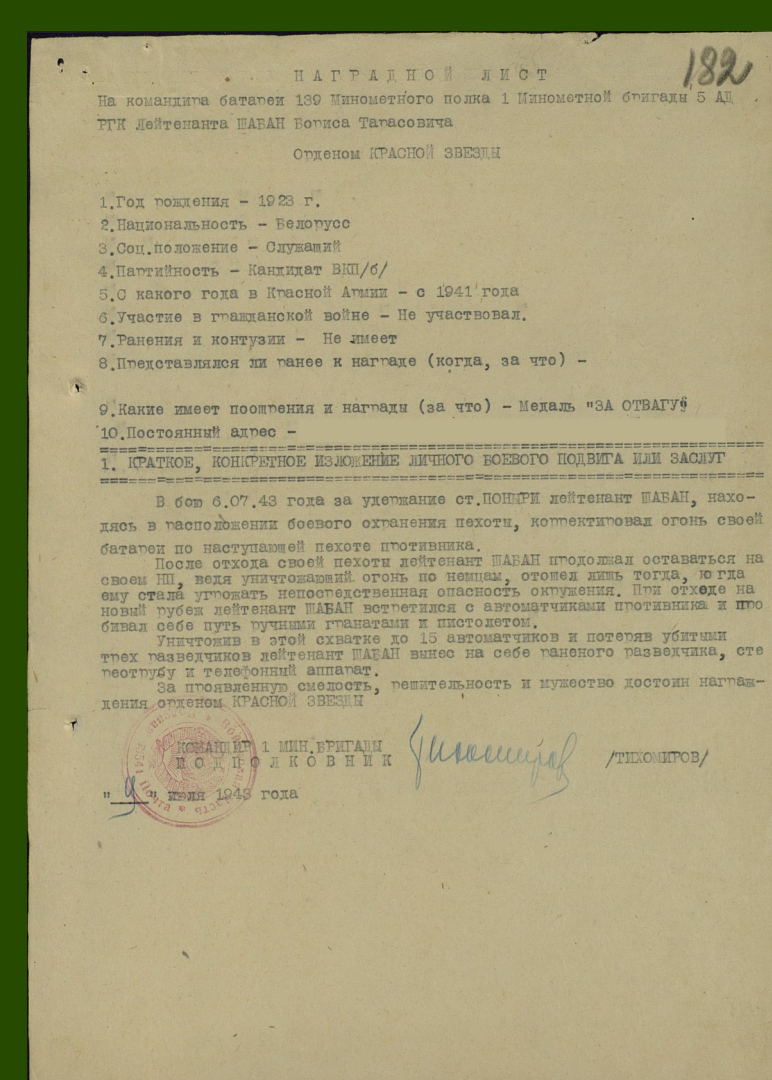 182
НАГРАДНОЙ ЛИСТ
На командира батареи 139 Минометного полка 1 Минометной бригады 5 АД
РГК Лейтенанта ШАБАН Бориса Тарасовича
Орденом КРАСНОЙ ЗВЕЗДЫ
1.Год рождения - 1923 г.
2.Национальность - Белорусс
3.Соц.положение - Служащий
4.Партийность - Кандидат ВКП/б/
5.С какого года в Красной Армии - с 1941 года
6.Участие в гражданской войне - Не участвовал.
7.Ранения и контузии - Не имеет
8.Представлялся ли ранее к награде (когда, за что) -
9.Какие имеет поощрения и награды (за что) - Медаль "ЗА ОТВАГУ"
10.Постоянный адрес -
1. КРАТКОЕ, КОНКРЕТНОЕ ИЗЛОЖЕНИЕ ЛИЧНОГО БОЕВОГО ПОДВИГА ИЛИ ЗАСЛУГ
В бою 6.07.43 года за удержание ст.ПОНЫРИ лейтенант ШАБАН, нахо-
дясь в расположении боевого охранения пехоты, корректировал огонь своей
батареи по наступающей пехоте противника.
После отхода своей пехоты лейтенант ШАБАН продолжал оставаться на
своем НП, ведя уничтожающий огонь по немцам, отошел лишь тогда, когда
ему стала угрожать непосредственная опасность окружения. При отходе на
новый рубеж лейтенант ШАБАН встретился с автоматчиками противника и про
бивал себе путь ручными гранатами и пистолетом.
Уничтожив в этой схватке до 15 автоматчиков и потеряв убитыми
трех разведчиков лейтенант ШАБАН вынес на себе раненого разведчика, сте
реотрубу и телефонный аппарат.
За проявленную смелость, решительность и мужество достоин награж-
дения орденом КРАСНОЙ ЗВЕЗДЫ
КОМАНДИР 1 МИН.БРИГАДЫ
ПОДПОЛКОВНИК Тихомиров /ТИХОМИРОВ/
"9" июля 1943 года